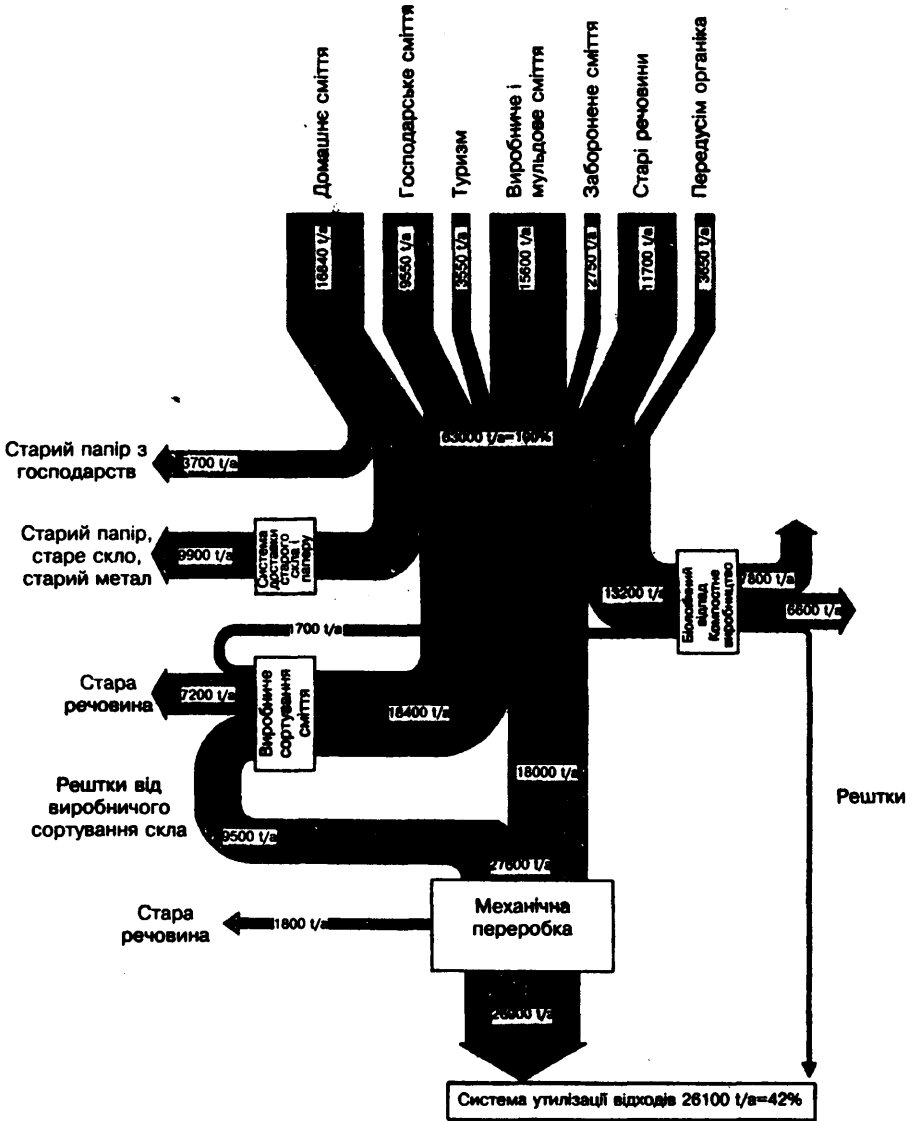 Домашнє сміття
Господарське сміття
Туризм
Виробниче і
мульдове сміття
Заборонене сміття
Старі речовини
Передусім органіка
16840 t/a
9550 t/a
3550 t/a
15600 t/a
2750 t/a
11700 t/a
3650 t/a
63000 t/a=100%
Старий папір з
господарств
3700 t/a
Старий папір,
старе скло,
старий метал
9900 t/a
Система
доставки
старого
скла і
паперу
13200 t/a
відпад
Компостне
виробництво
7800 t/a
6600 t/a
1700 t/a
Стара
речовина
7200 t/a
Виробниче
сортування
сміття
18400 t/a
18000 t/a
Рештки від
виробничого
сортування скла
9500 t/a
Рештки
27600 t/a
Механічна
переробка
Стара
речовина
1800 t/a
t/a
Система утилізації відходів 26100 t/a=42%